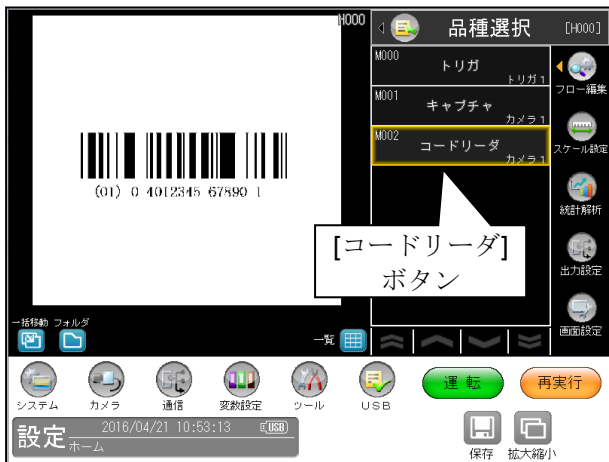 H000
品種選択
[H000]
M000
トリガ
トリガ1
M001
キャプチャ
カメラ1
M002
コードリーダ
カメラ1
フロー編集
スケール設定
統計解析
出力設定
画面設定
(01) 0 4012345 67890 1
[コードリーダ]
ボタン
一括移動 フォルダ
一覧
システム
カメラ
通信
変数設定
ツール
USB
運転
再実行
設定
2016/04/21 10:53:13
USB
ホーム
保存
拡大縮小